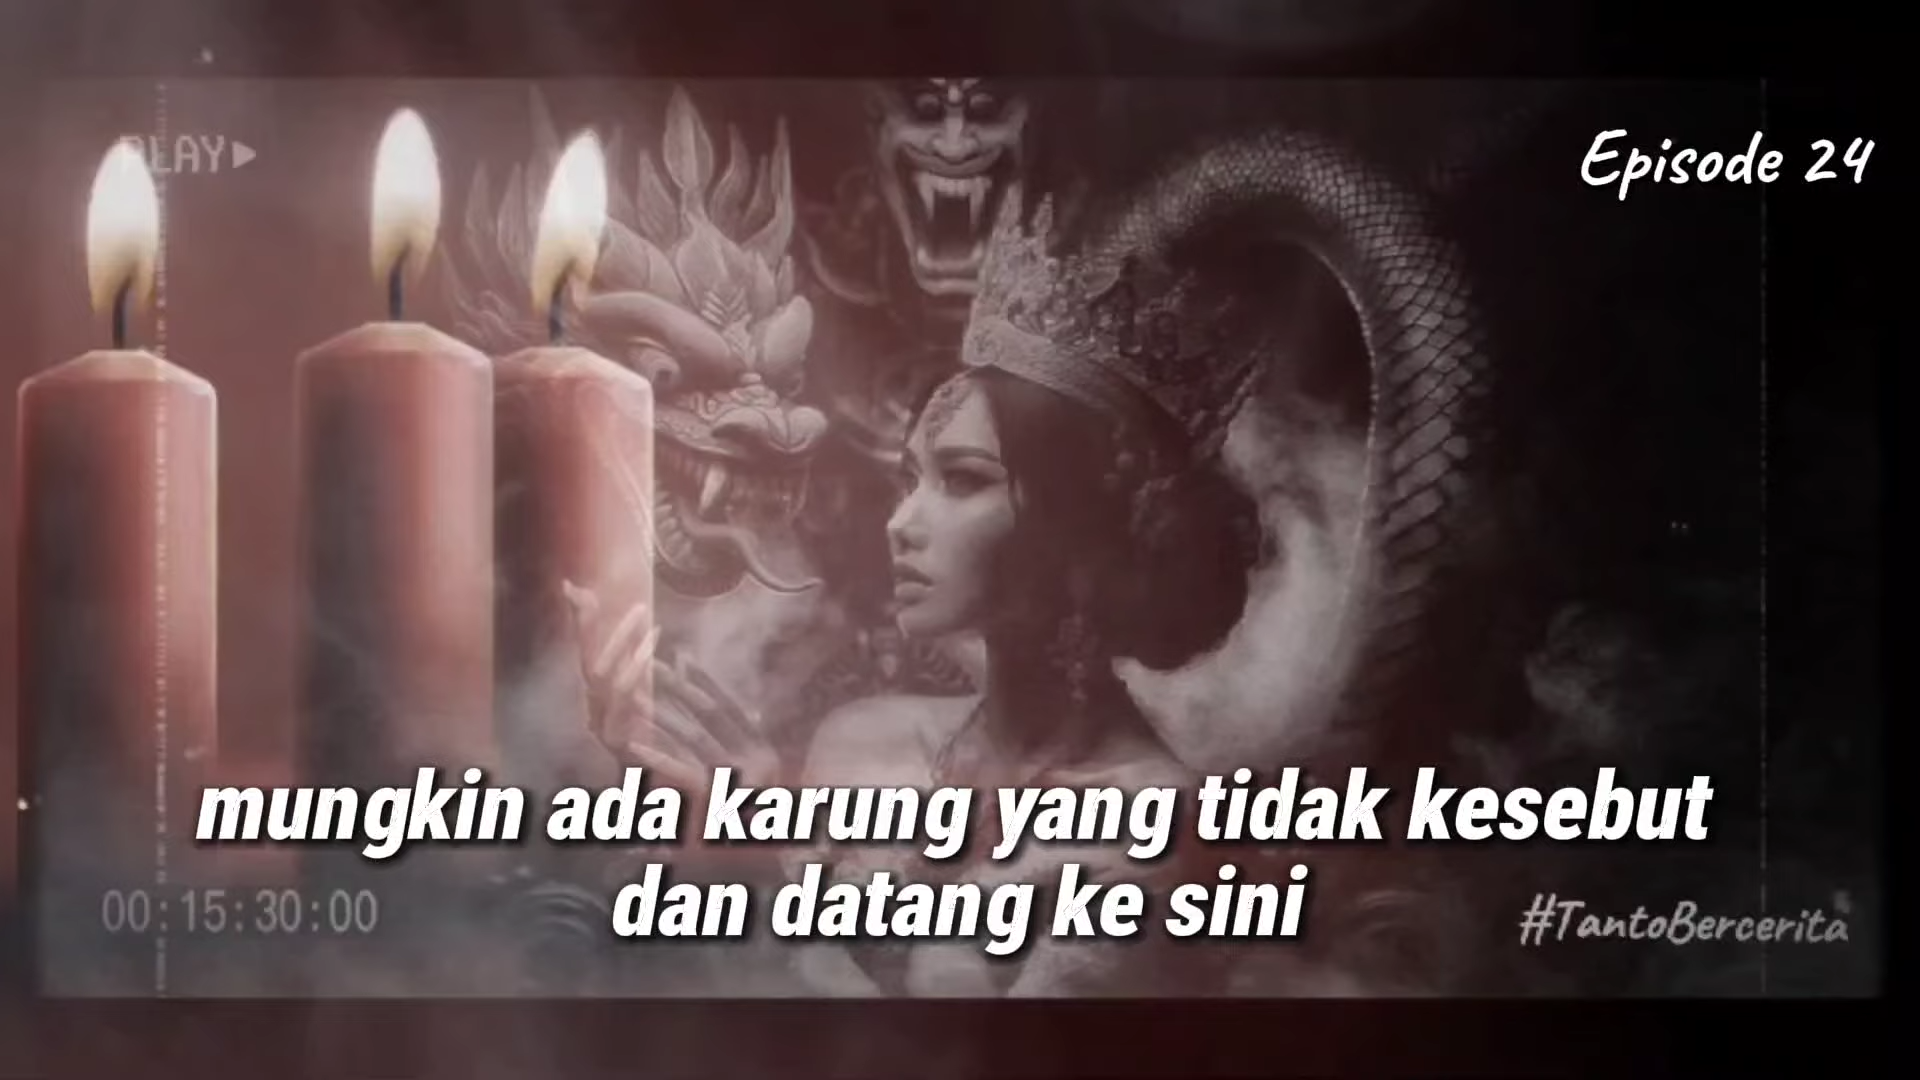 PLAY
Episode 24
mungkin ada karung yang tidak kesebut
dan datang ke sini
00:15:30:00
#TantoBercerita